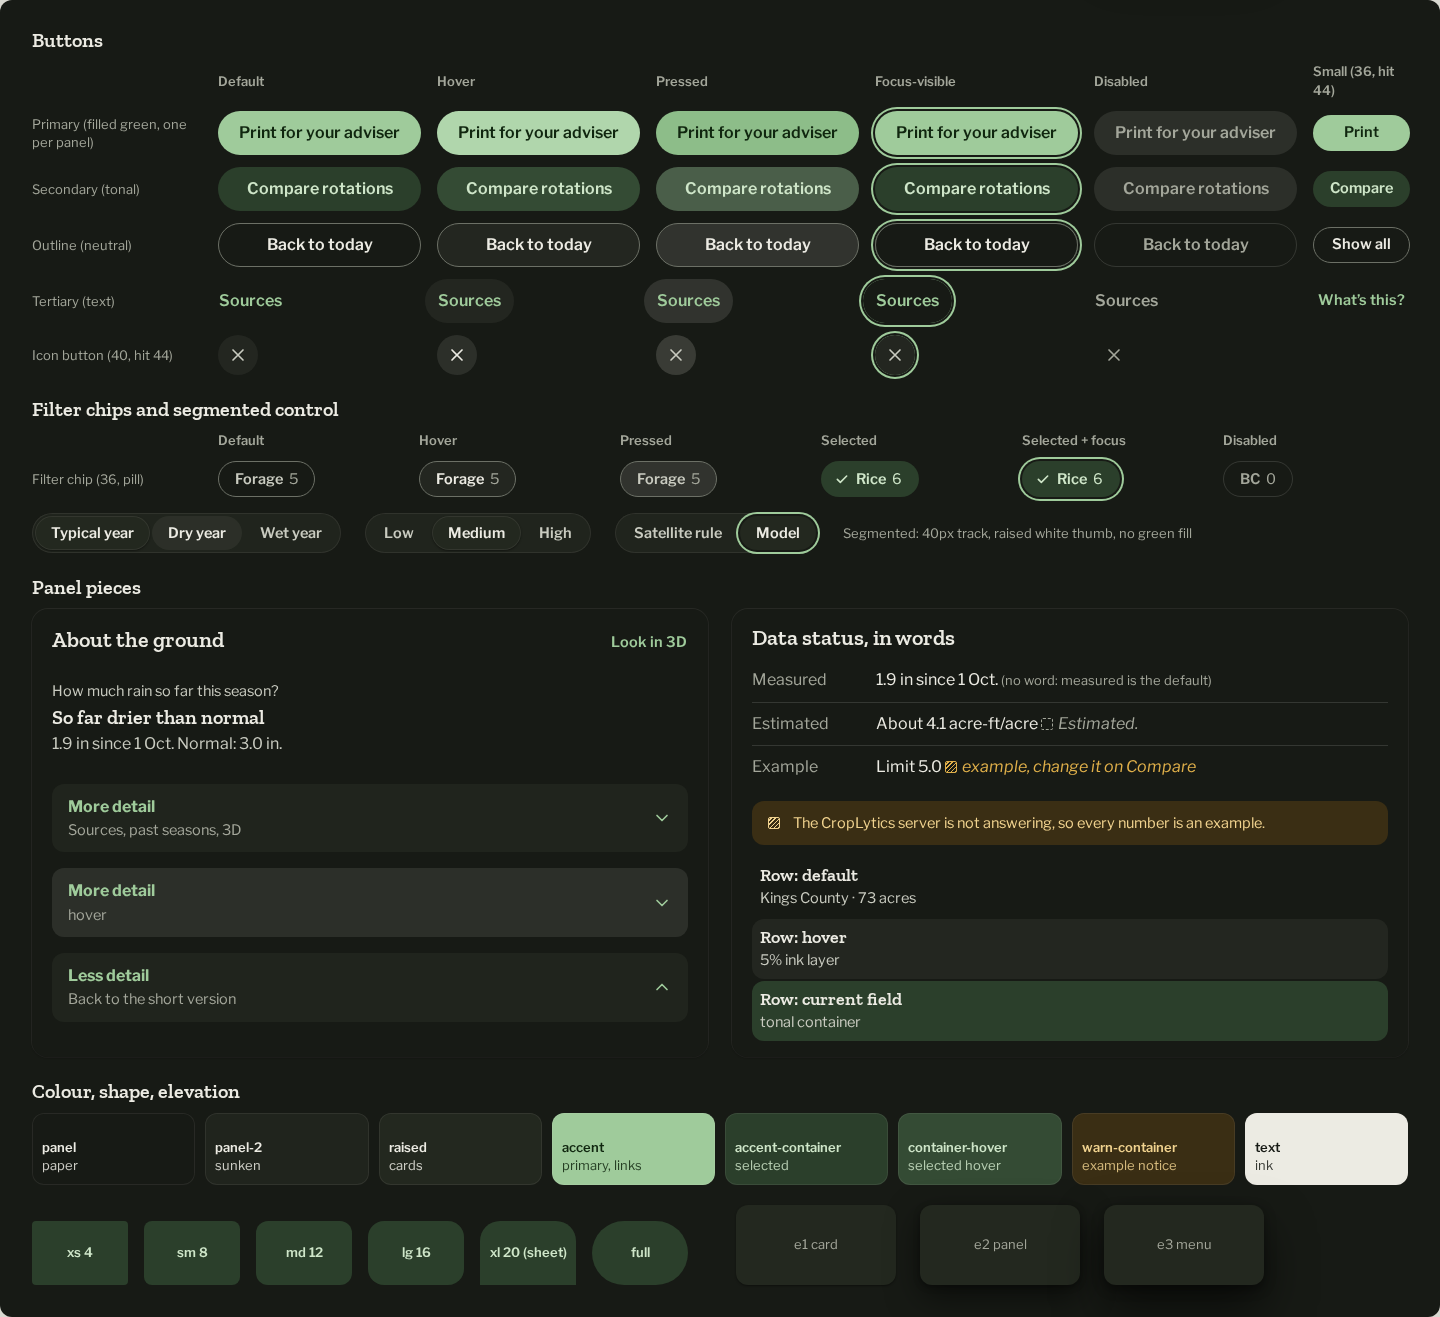 Buttons
Default Hover Pressed Focus-visible Disabled Small (36, hit
44)
Primary (filled green, one
per panel)
Print for your adviser Print for your adviser Print for your adviser Print for your adviser Print for your adviser Print
Secondary (tonal) Compare rotations Compare rotations Compare rotations Compare rotations Compare rotations Compare
Outline (neutral) Back to today Back to today Back to today Back to today Back to today Show all
Tertiary (text) Sources Sources Sources Sources Sources What's this?
Icon button (40, hit 44)
Filter chips and segmented control
Default Hover Pressed Selected Selected + focus Disabled
Filter chip (36, pill) Forage 5 Forage 5 Forage 5 Rice 6 Rice 6 BC 0
Typical year Dry year Wet year Low Medium High Satellite rule Model Segmented: 40px track, raised white thumb, no green fill
Panel pieces
About the ground Look in 3D
How much rain so far this season?
So far drier than normal
1.9 in since 1 Oct. Normal: 3.0 in.
More detail
Sources, past seasons, 3D
More detail
hover
Less detail
Back to the short version
Data status, in words
Measured 1.9 in since 1 Oct. (no word: measured is the default)
Estimated About 4.1 acre-ft/acre Estimated.
Example Limit 5.0 example, change it on Compare
The CropLytics server is not answering, so every number is an example.
Row: default
Kings County · 73 acres
Row: hover
5% ink layer
Row: current field
tonal container
Colour, shape, elevation
panel
paper
panel-2
sunken
raised
cards
accent
primary, links
accent-container
selected
container-hover
selected hover
warn-container
example notice
text
ink
xs 4 sm 8 md 12 lg 16 xl 20 (sheet) full e1 card e2 panel e3 menu